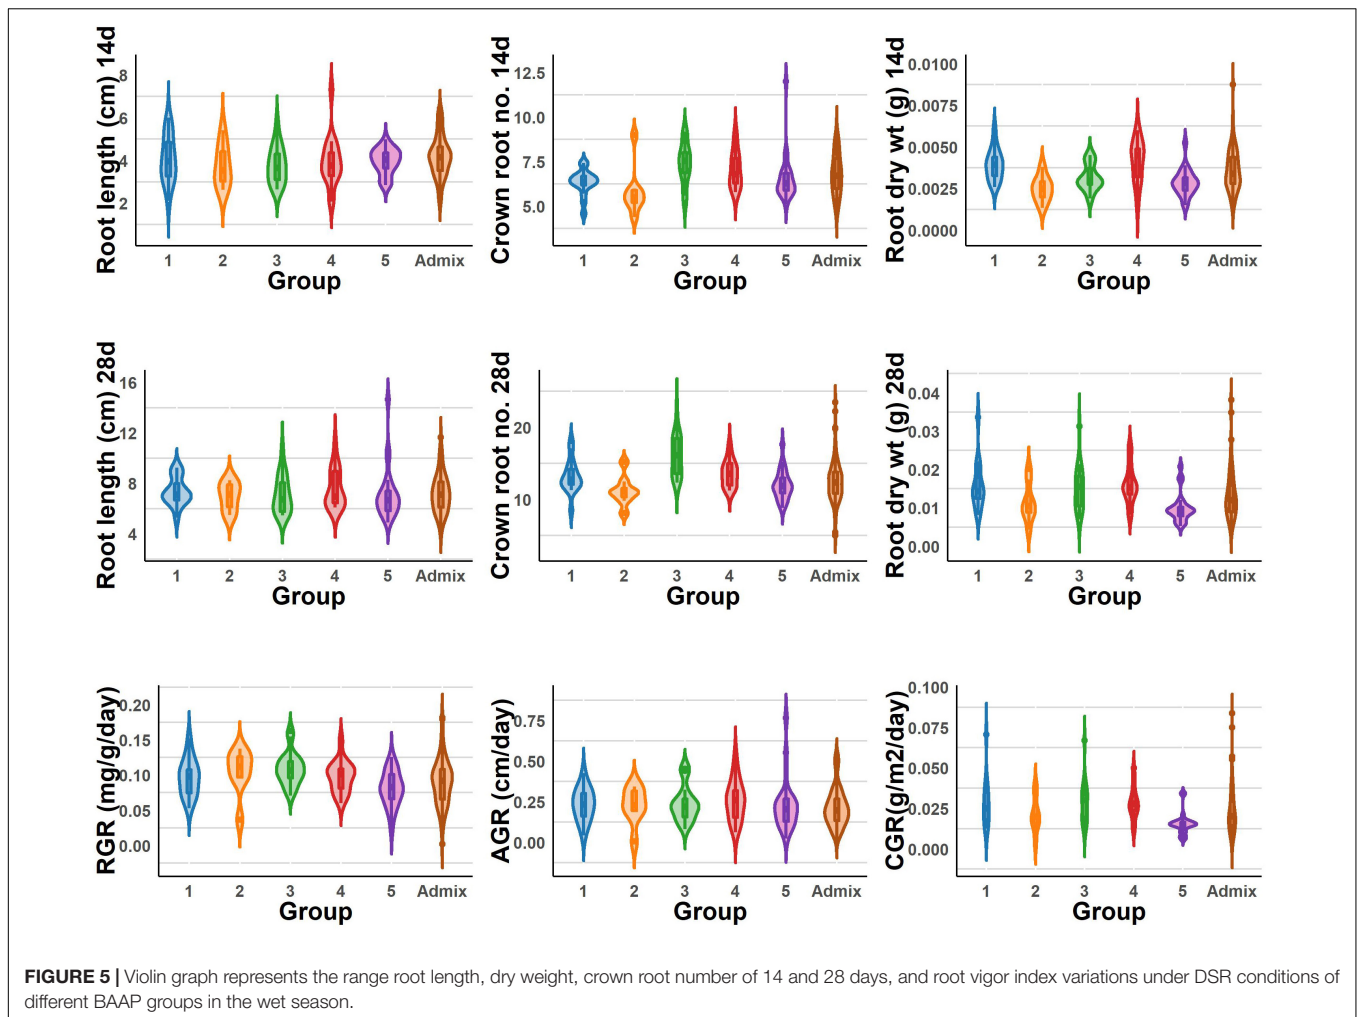 Root length (cm) 14d
8
6
4
2
1 2 3 4 5 Admix
Group
Crown root no. 14d
12.5
10.0
7.5
5.0
1 2 3 4 5 Admix
Group
Root dry wt (g) 14d
0.0100
0.0075
0.0050
0.0025
0.0000
1 2 3 4 5 Admix
Group
Root length (cm) 28d
16
12
8
4
1 2 3 4 5 Admix
Group
Crown root no. 28d
20
10
1 2 3 4 5 Admix
Group
Root dry wt (g) 28d
0.04
0.03
0.02
0.01
0.00
1 2 3 4 5 Admix
Group
RGR (mg/g/day)
0.20
0.15
0.10
0.05
0.00
1 2 3 4 5 Admix
Group
AGR (cm/day)
0.75
0.50
0.25
0.00
1 2 3 4 5 Admix
Group
CGR(g/m2/day)
0.100
0.075
0.050
0.025
0.000
1 2 3 4 5 Admix
Group
FIGURE 5 | Violin graph represents the range root length, dry weight, crown root number of 14 and 28 days, and root vigor index variations under DSR conditions of
different BAAP groups in the wet season.